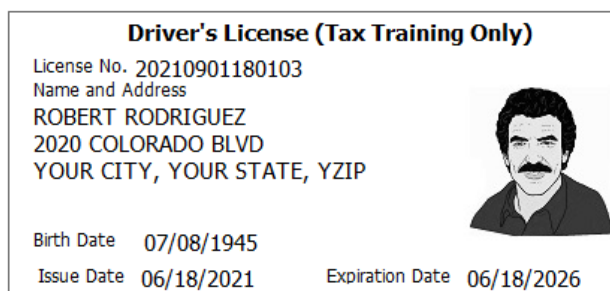 Driver's License (Tax Training Only)
License No. 20210901180103
Name and Address
ROBERT RODRIGUEZ
2020 COLORADO BLVD
YOUR CITY, YOUR STATE, YZIP
Birth Date 07/08/1945
Issue Date 06/18/2021 Expiration Date 06/18/2026